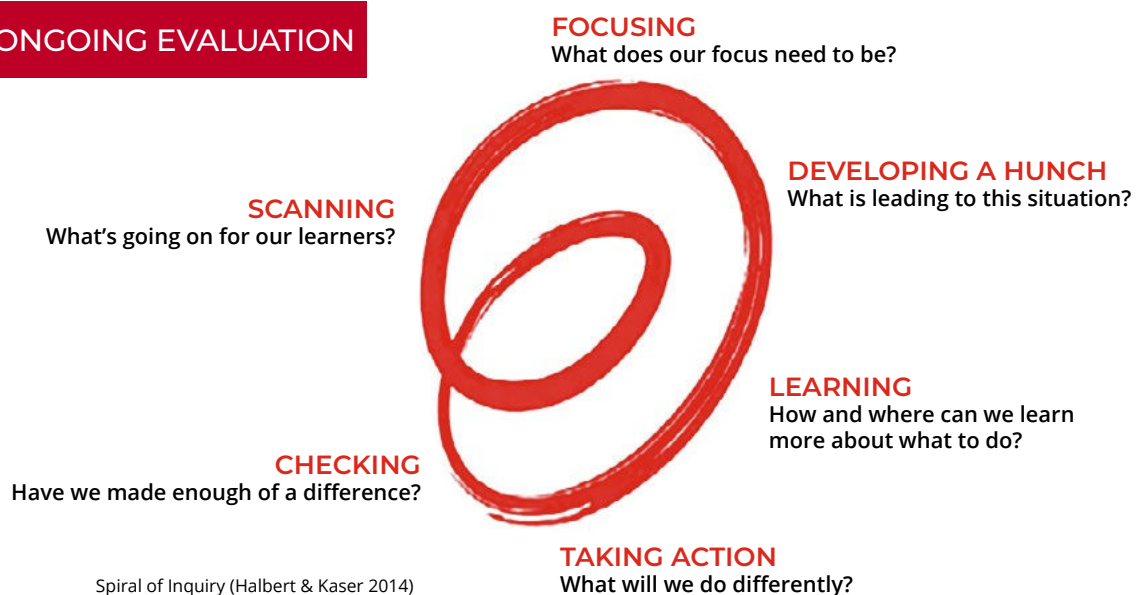 ONGOING EVALUATION
FOCUSING
What does our focus need to be?
DEVELOPING A HUNCH
What is leading to this situation?
SCANNING
What's going on for our learners?
LEARNING
How and where can we learn
more about what to do?
CHECKING
Have we made enough of a difference?
TAKING ACTION
What will we do differently?
Spiral of Inquiry (Halbert & Kaser 2014)